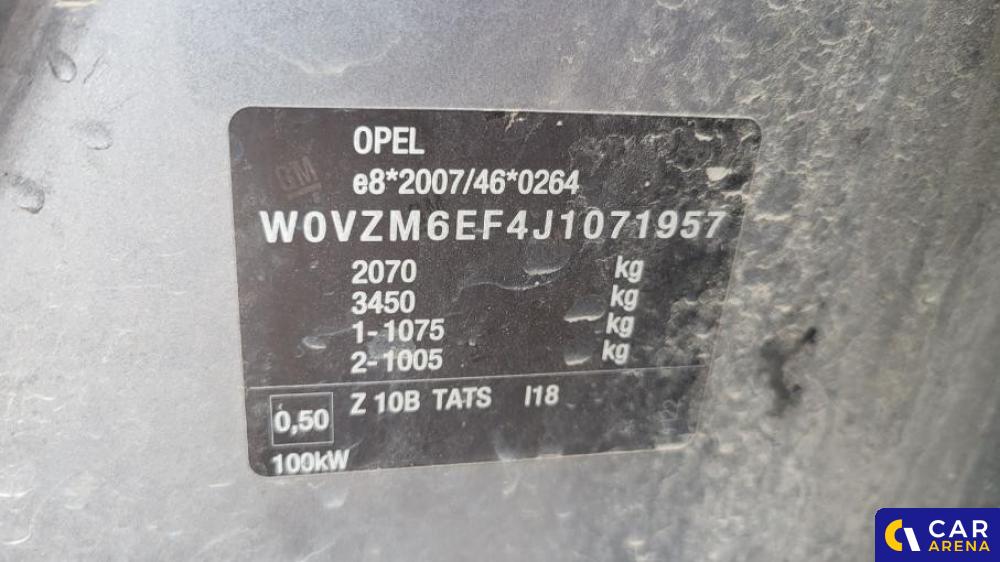 GM
OPEL
e8*2007/46*0264
W0VZM6EF4J1071957
2070 kg
3450 kg
1-1075 kg
2-1005 kg
0,50 Z 10B TATS I18
100kW
CAR
ARENA